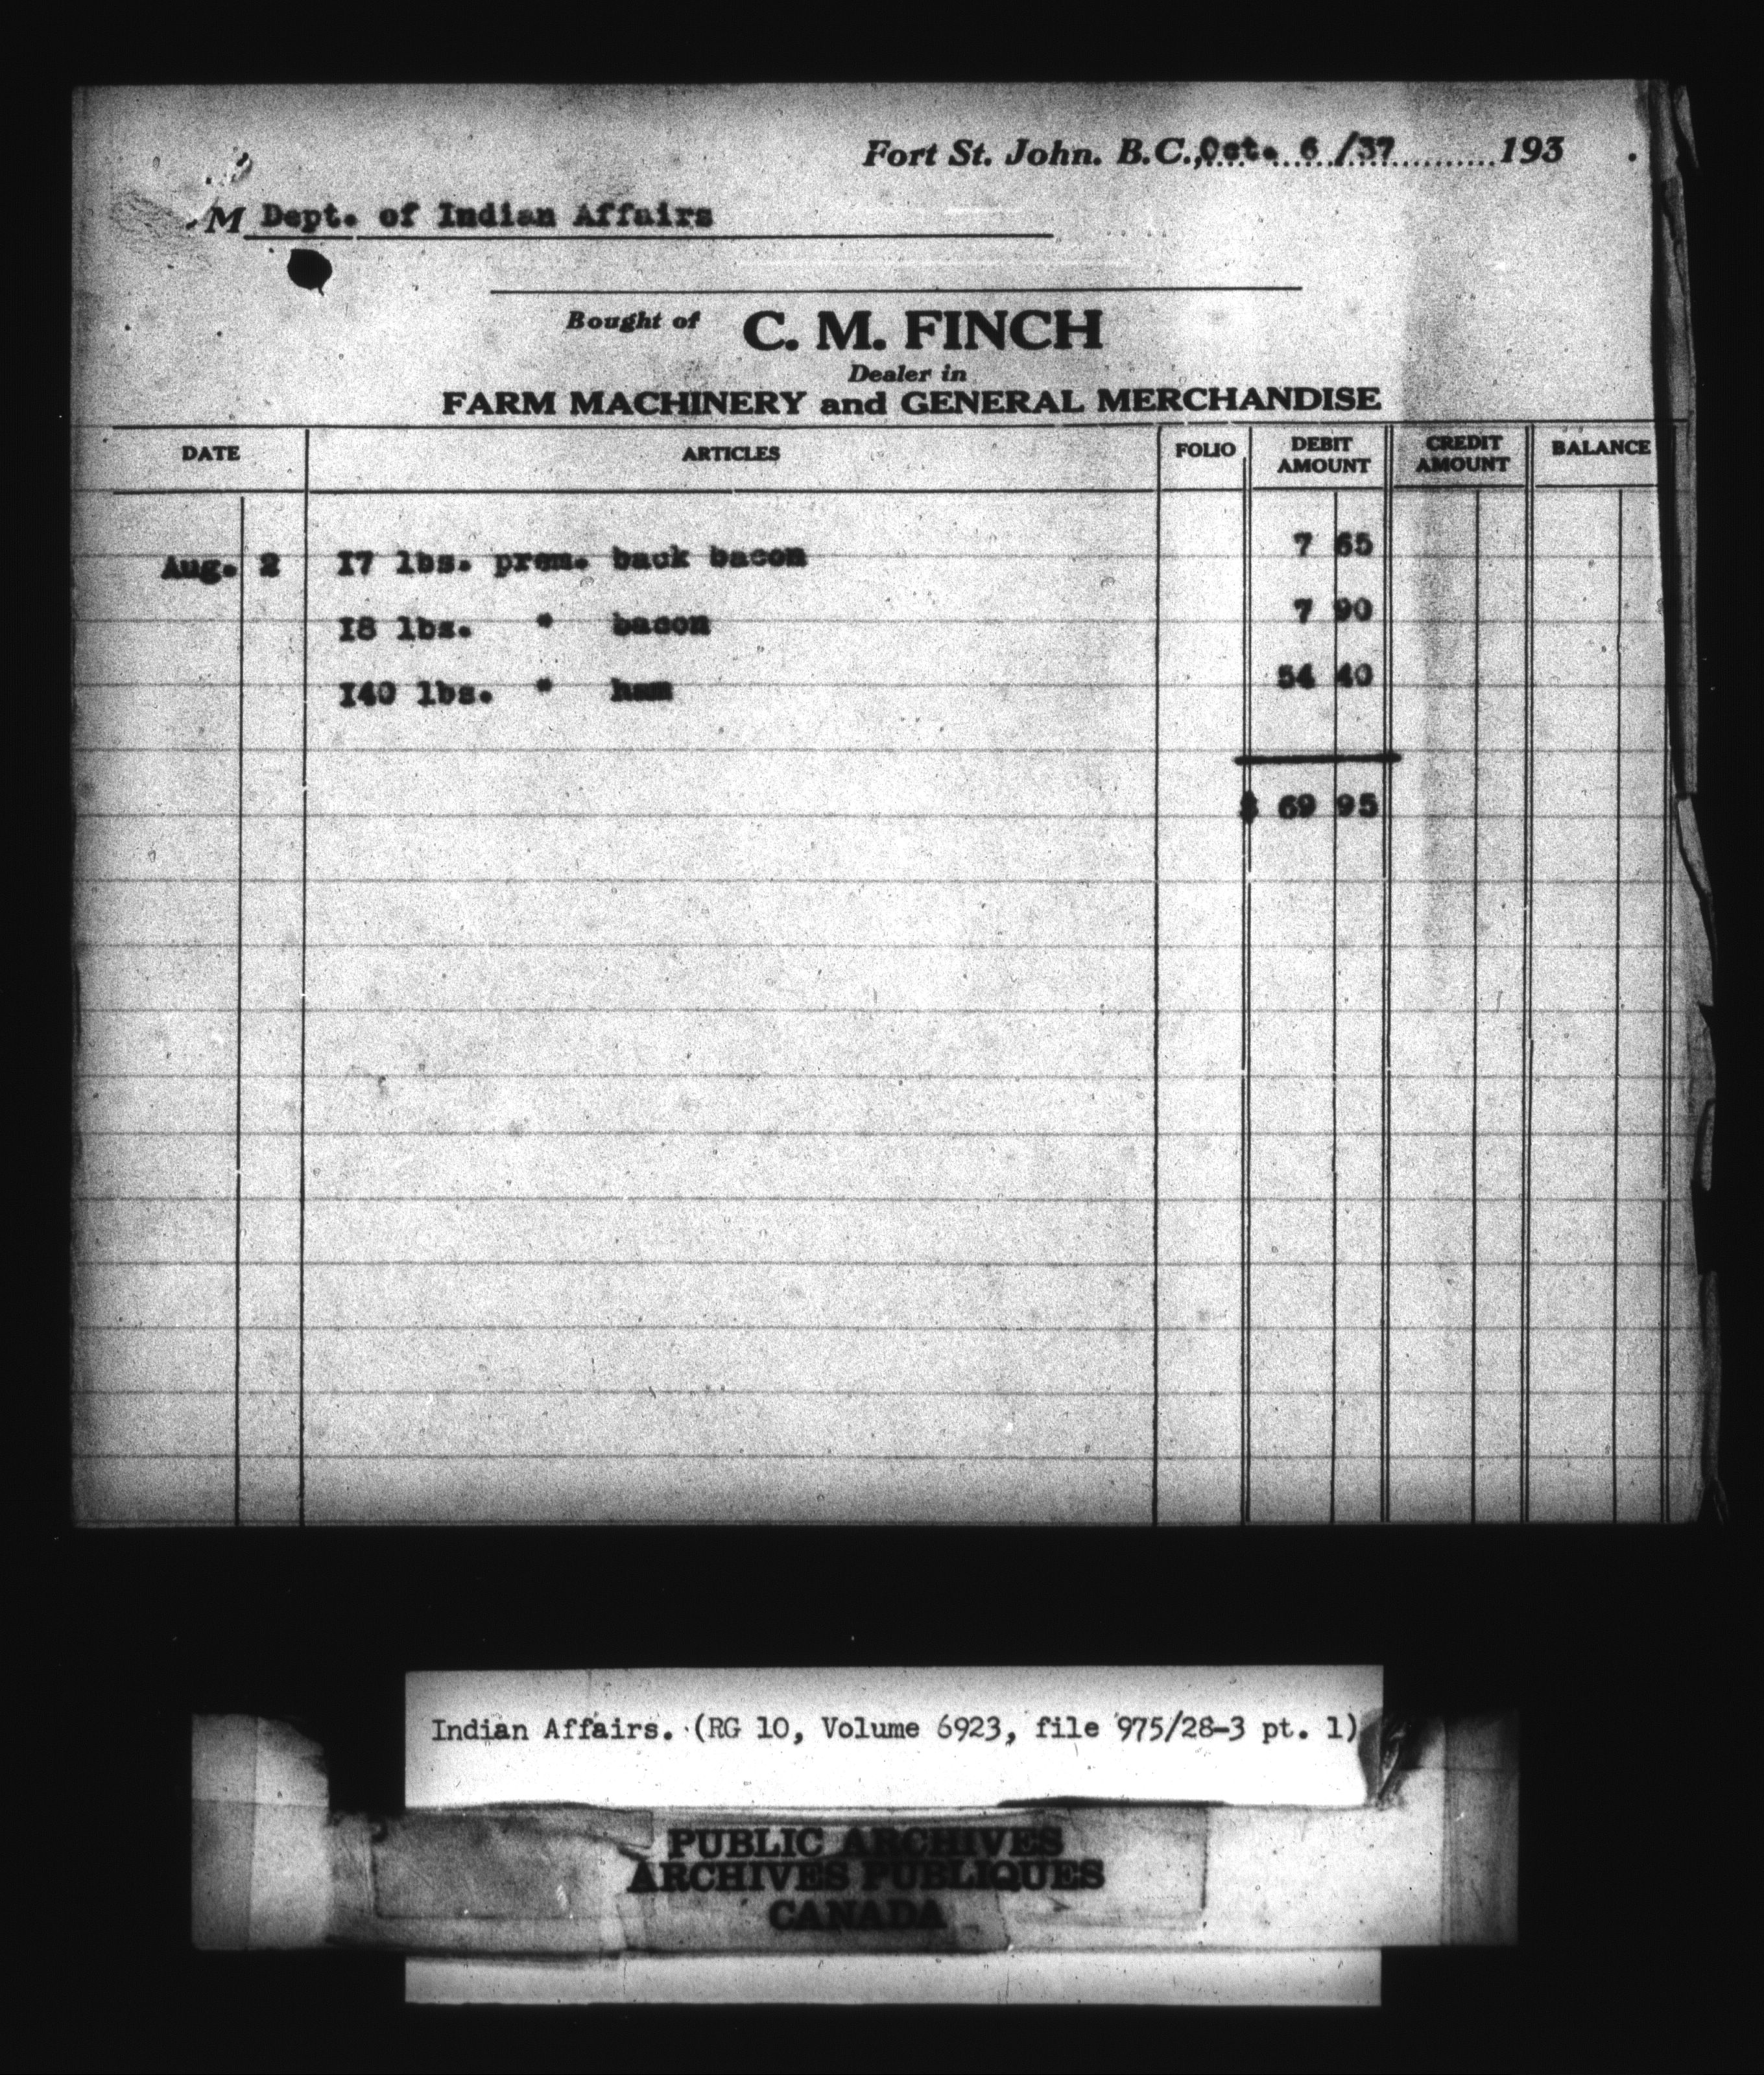 Fort St. John. B.C., Oct. 6 /37 193
M Dept. of Indian Affairs
Bought of C. M. FINCH
Dealer in
FARM MACHINERY and GENERAL MERCHANDISE
DATE ARTICLES FOLIO DEBIT AMOUNT CREDIT AMOUNT BALANCE
Aug. 2 I7 lbs. prem. back bacon 7 65
I8 lbs. " bacon 7 90
I40 lbs. " ham 54 40
$ 69 95
Indian Affairs. (RG 10, Volume 6923, file 975/28-3 pt. 1)
PUBLIC ARCHIVES
ARCHIVES PUBLIQUES
CANADA